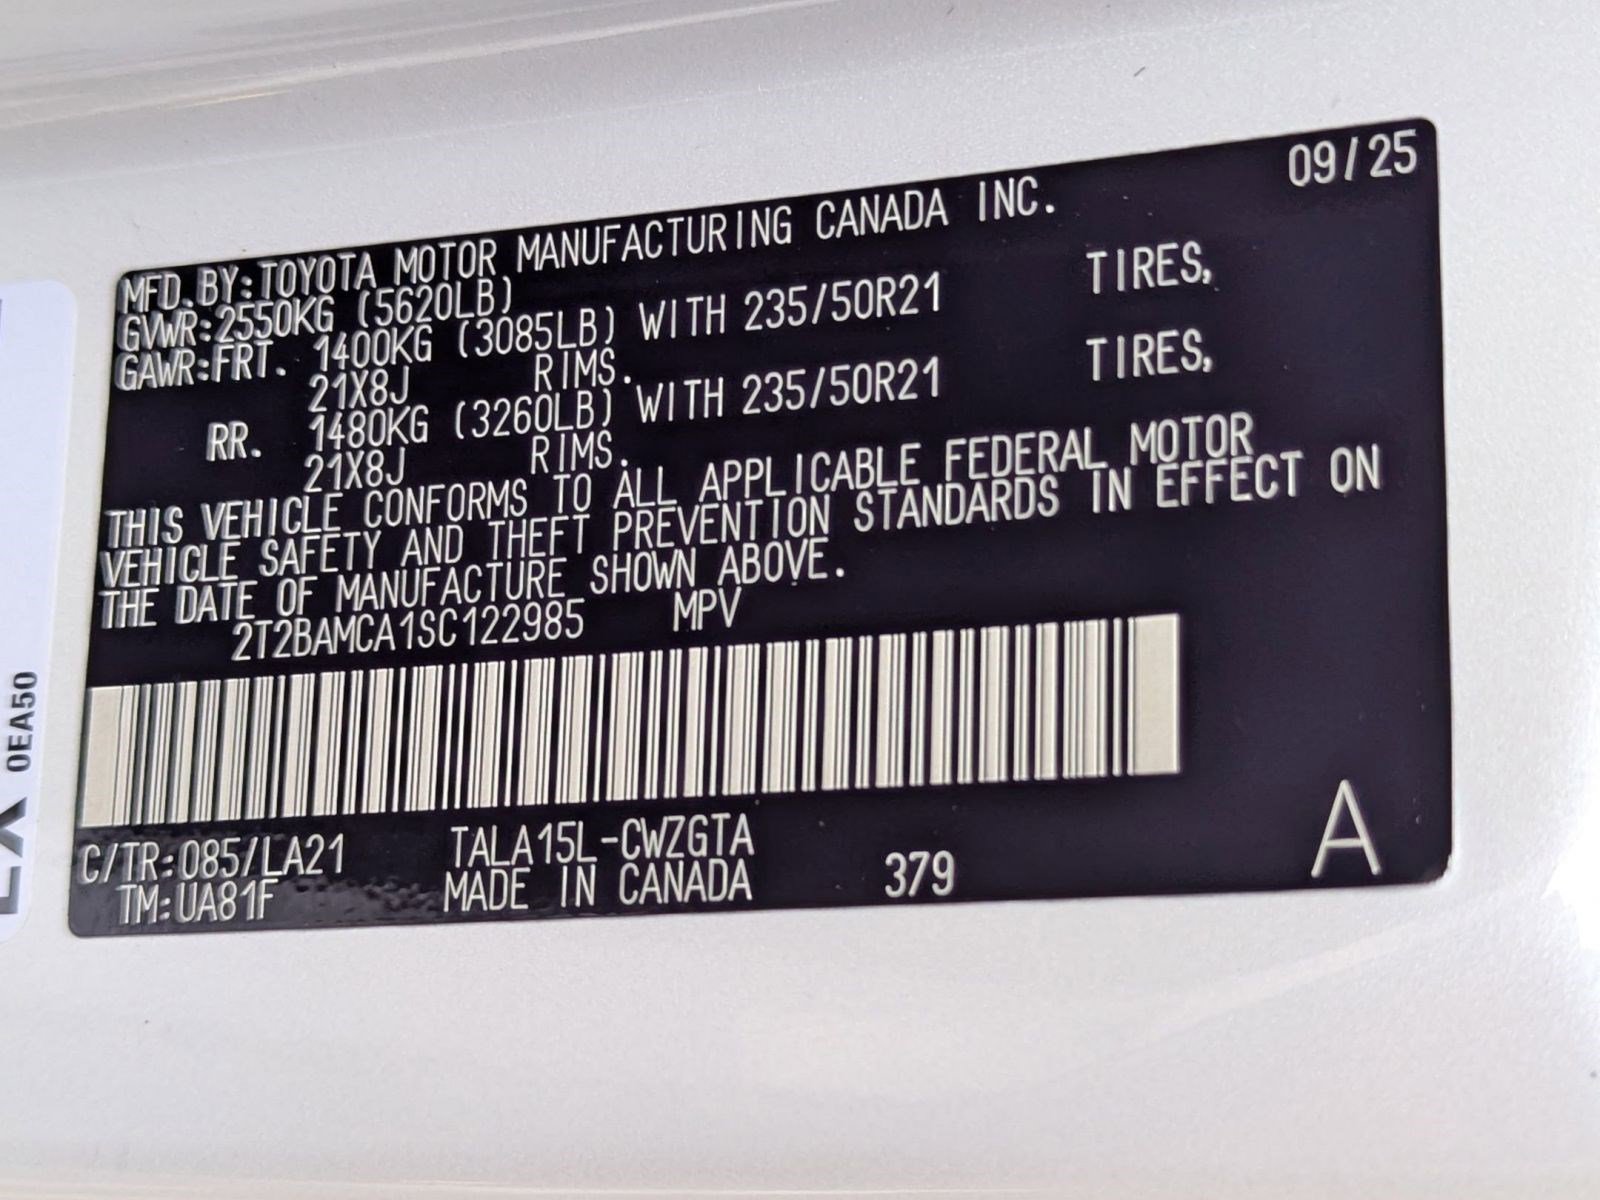 09/25
MFD.BY:TOYOTA MOTOR MANUFACTURING CANADA INC.
GVWR:2550KG (5620LB)
GAWR:FRT. 1400KG (3085LB) WITH 235/50R21 TIRES,
21X8J RIMS.
RR. 1480KG (3260LB) WITH 235/50R21 TIRES,
21X8J RIMS.
THIS VEHICLE CONFORMS TO ALL APPLICABLE FEDERAL MOTOR
VEHICLE SAFETY AND THEFT PREVENTION STANDARDS IN EFFECT ON
THE DATE OF MANUFACTURE SHOWN ABOVE.
2T2BAMCA1SC122985 MPV
C/TR:085/LA21 TALA15L-CWZGTA
TM:UA81F MADE IN CANADA 379
A
0EA50